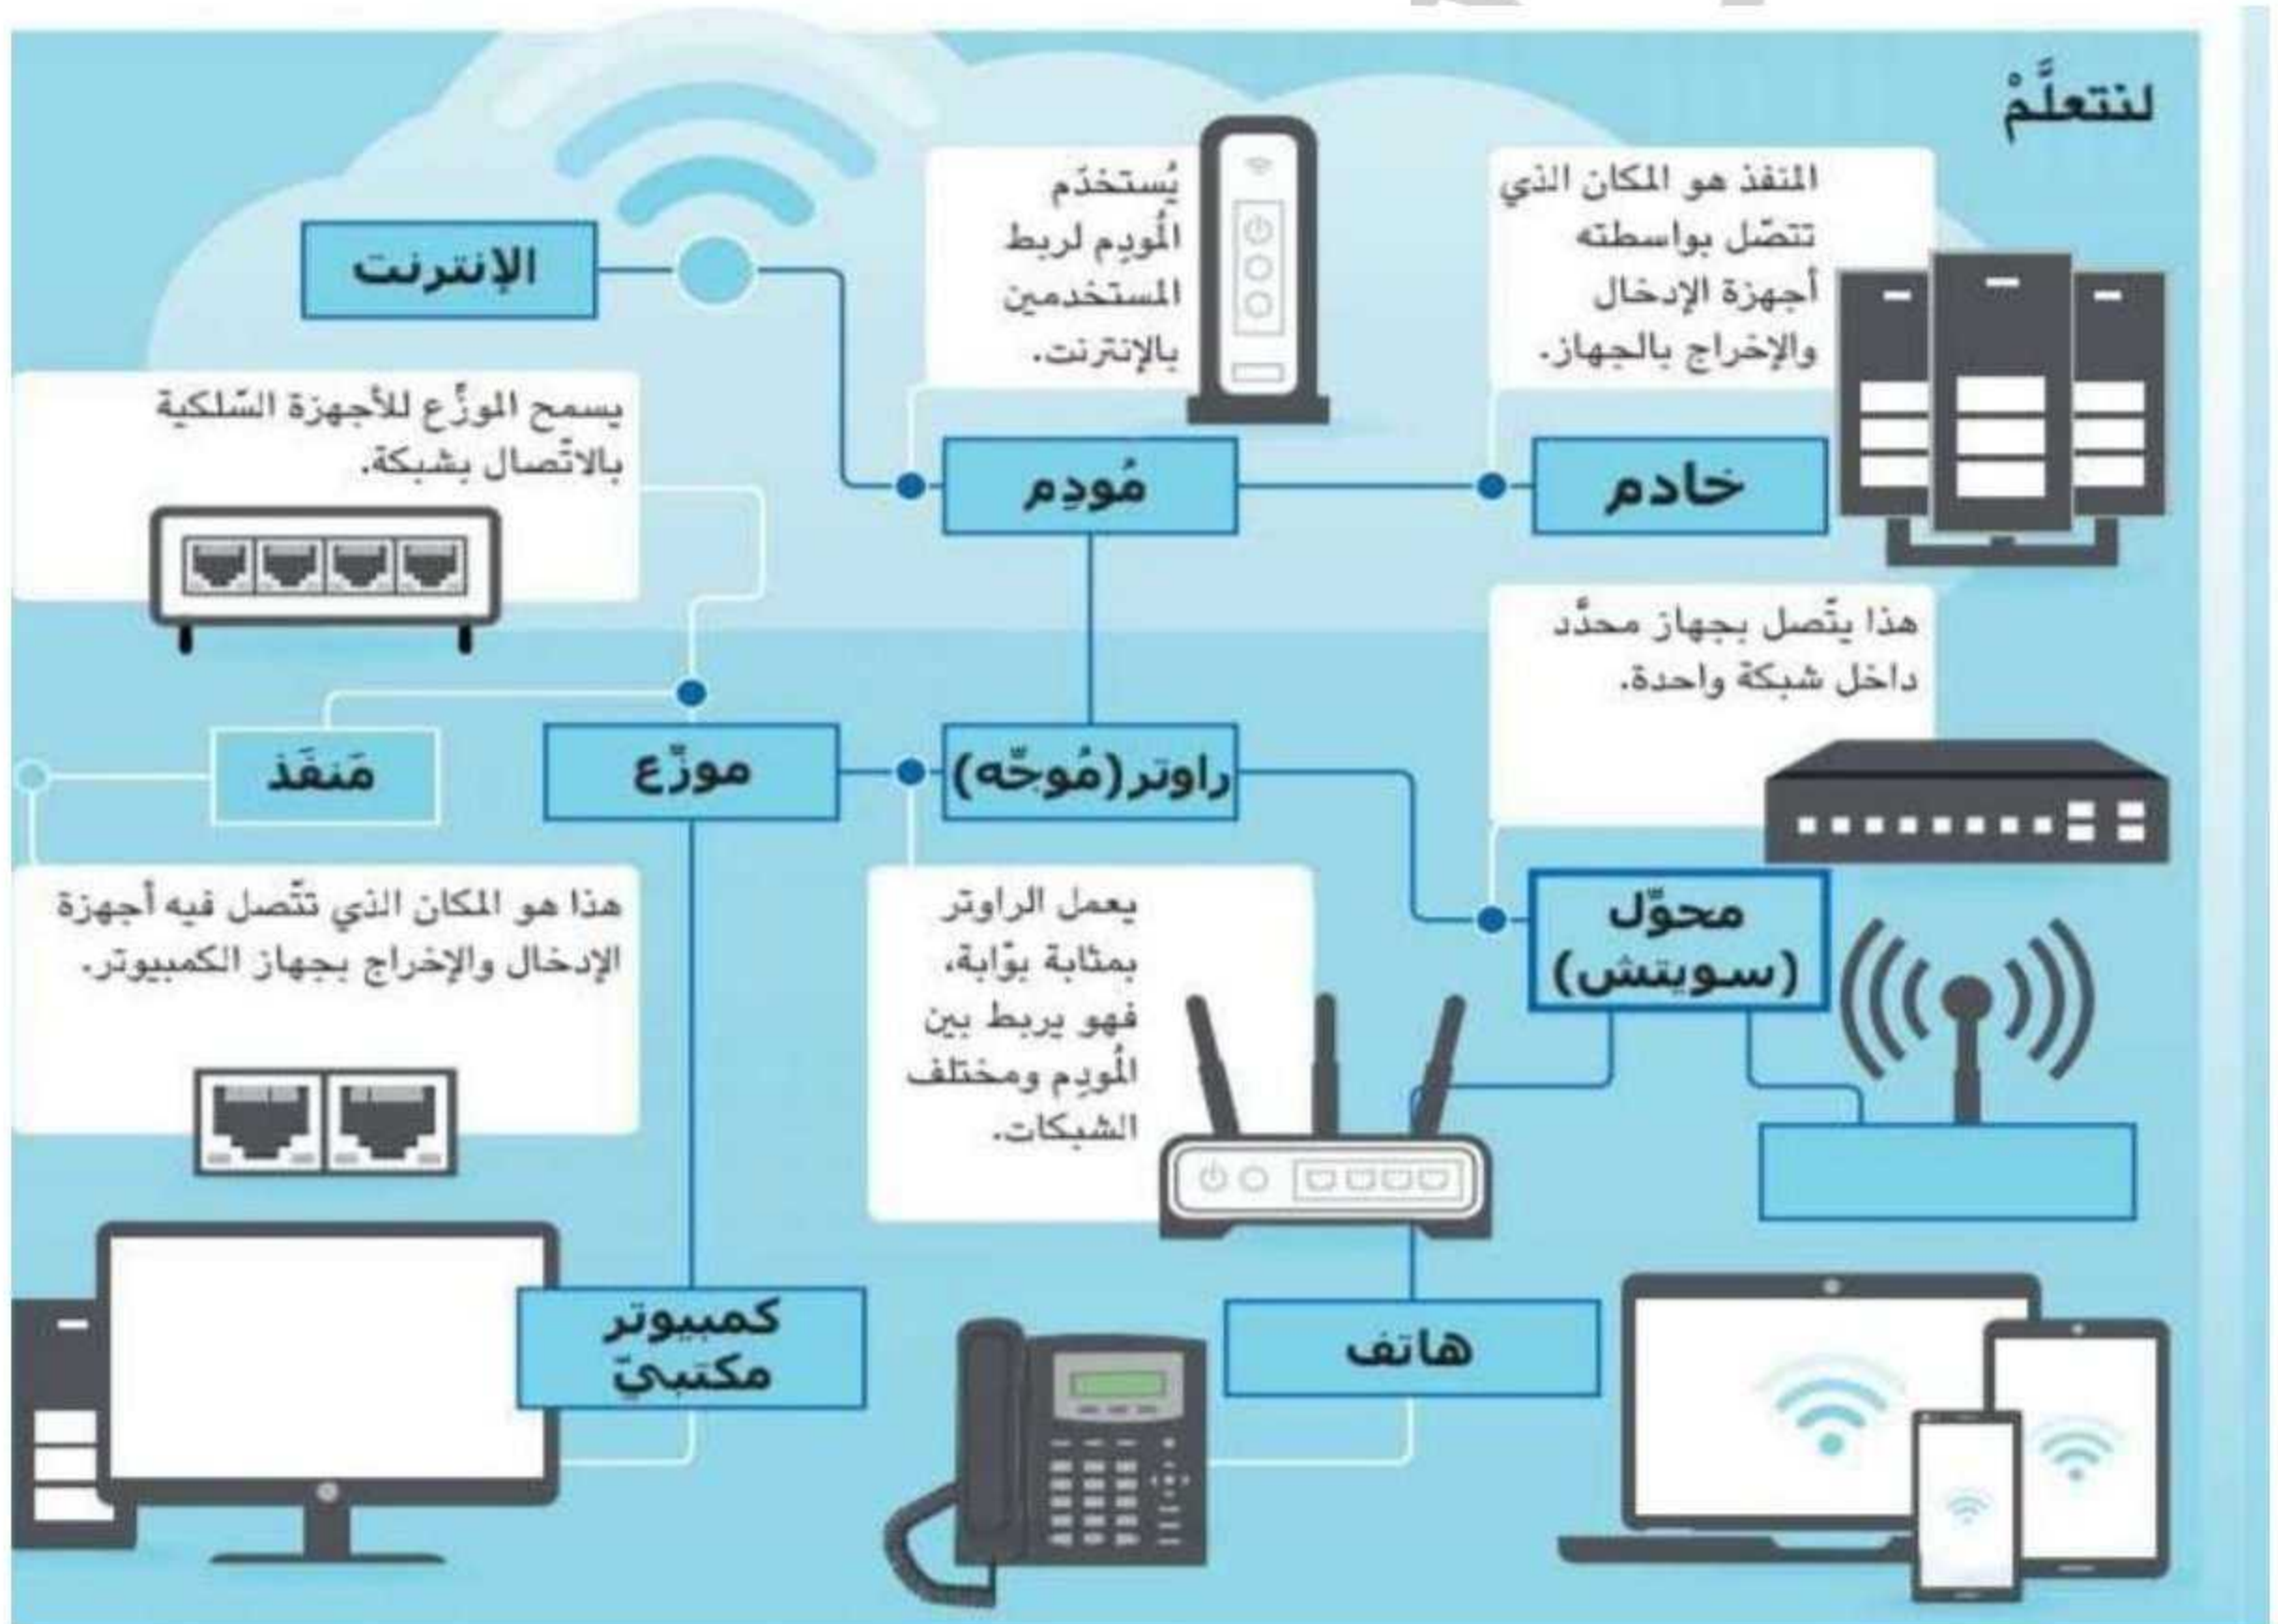 لنتعلَّمْ
المنفذ هو المكان الذي
تتصّل بواسطته
أجهزة الإدخال
والإخراج بالجهاز.
خادم
يُستخدَم
المُودِم لربط
المستخدمين
بالإنترنت.
مُودِم
الإنترنت
يسمح الموزِّع للأجهزة السّلكية
بالاتّصال بشبكة.
هذا يتّصل بجهاز محدَّد
داخل شبكة واحدة.
راوتر(مُوجّه)
موزّع
مَنفَذ
محوّل
(سويتش)
يعمل الراوتر
بمثابة بوّابة،
فهو يربط بين
المُودِم ومختلف
الشبكات.
هذا هو المكان الذي تتّصل فيه أجهزة
الإدخال والإخراج بجهاز الكمبيوتر.
هاتف
كمبيوتر
مكتبيّ